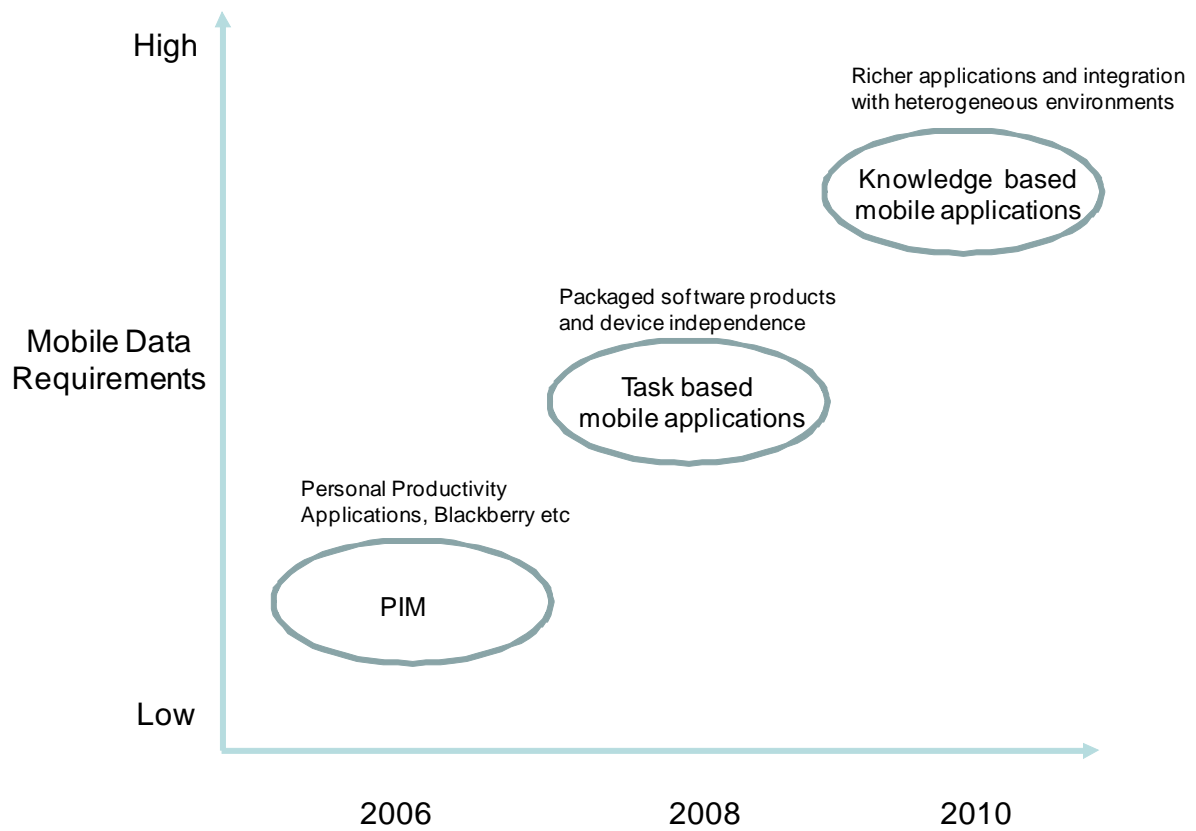 High
Richer applications and integration
with heterogeneous environments
Knowledge based
mobile applications
Packaged software products
and device independence
Mobile Data
Requirements
Task based
mobile applications
Personal Productivity
Applications, Blackberry etc
PIM
Low
2006
2008
2010